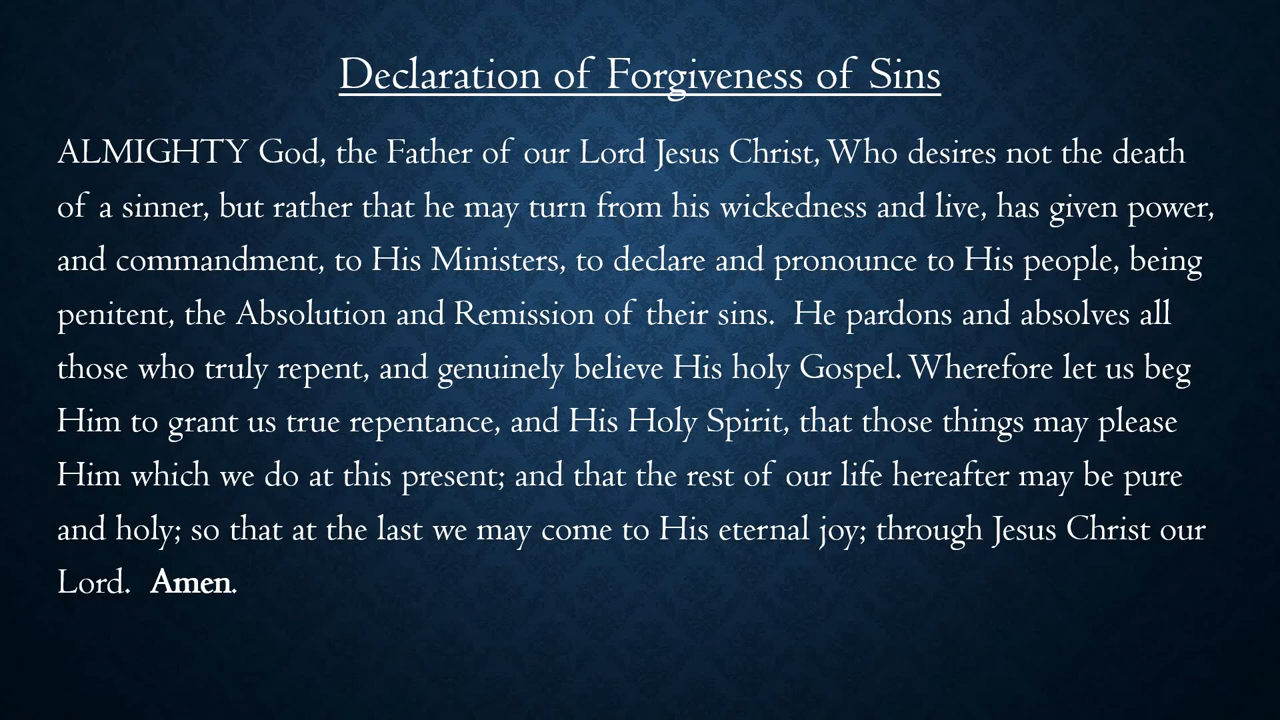 Declaration of Forgiveness of Sins
ALMIGHTY God, the Father of our Lord Jesus Christ, Who desires not the death
of a sinner, but rather that he may turn from his wickedness and live, has given power,
and commandment, to His Ministers, to declare and pronounce to His people, being
penitent, the Absolution and Remission of their sins.  He pardons and absolves all
those who truly repent, and genuinely believe His holy Gospel. Wherefore let us beg
Him to grant us true repentance, and His Holy Spirit, that those things may please
Him which we do at this present; and that the rest of our life hereafter may be pure
and holy; so that at the last we may come to His eternal joy; through Jesus Christ our
Lord.  Amen.